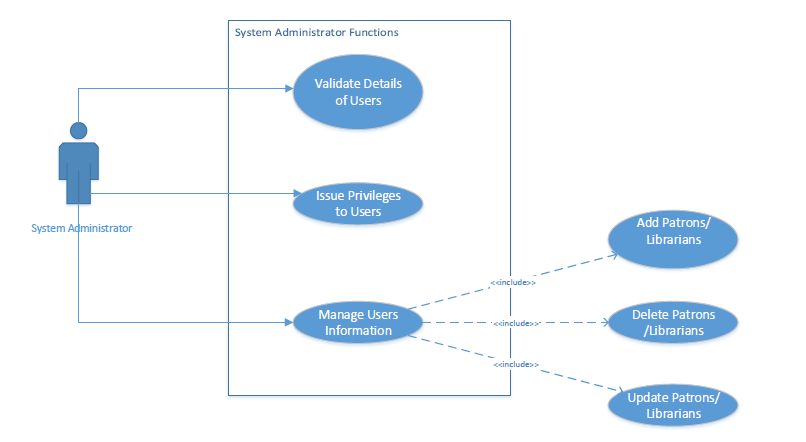 System Administrator Functions
Validate Details
of Users
Issue Privileges
to Users
System Administrator
Add Patrons/
Librarians
<<include>>
Manage Users
Information
<<include>>
Delete Patrons
/Librarians
<<include>>
Update Patrons/
Librarians